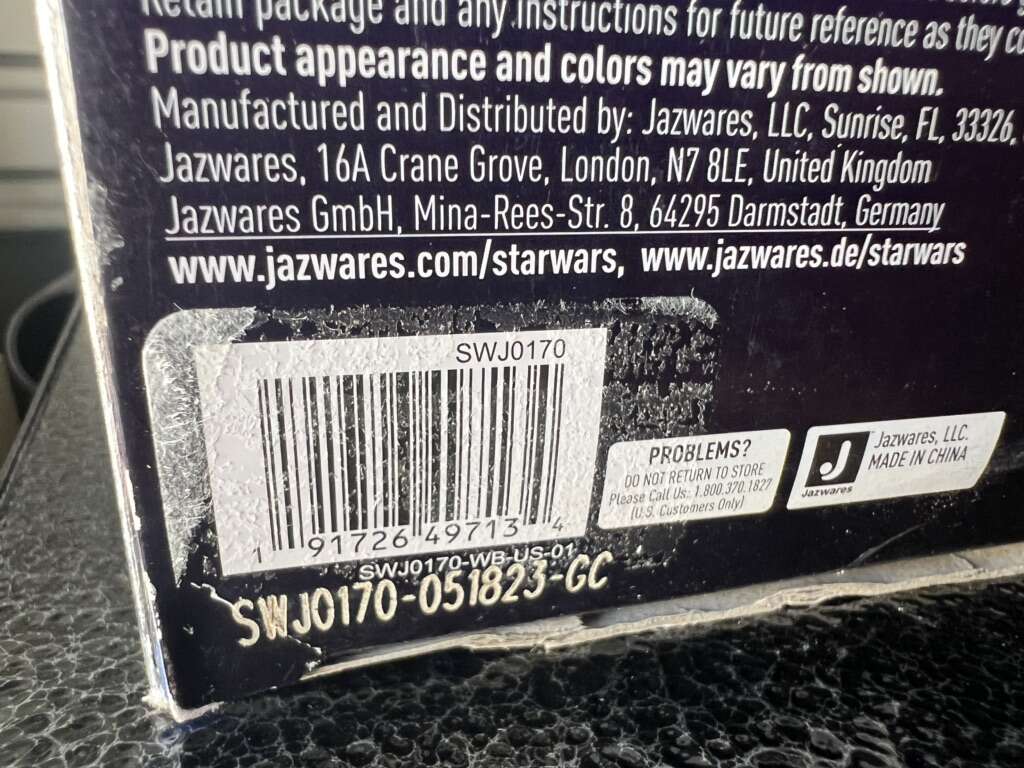 Retain package and any instructions for future reference as they
Product appearance and colors may vary from shown.
Manufactured and Distributed by: Jazwares, LLC, Sunrise, FL, 33326.
Jazwares, 16A Crane Grove, London, N7 8LE, United Kingdom
Jazwares GmbH, Mina-Rees-Str. 8, 64295 Darmstadt, Germany
www.jazwares.com/starwars, www.jazwares.de/starwars
SWJ0170
1 91726 49713 4
SWJ0170-WB-US-01
SWJ0170-051823-GC
PROBLEMS?
DO NOT RETURN TO STORE
Please Call Us: 1.800.370.1827
(U.S. Customers Only)
J
Jazwares
Jazwares, LLC.
MADE IN CHINA